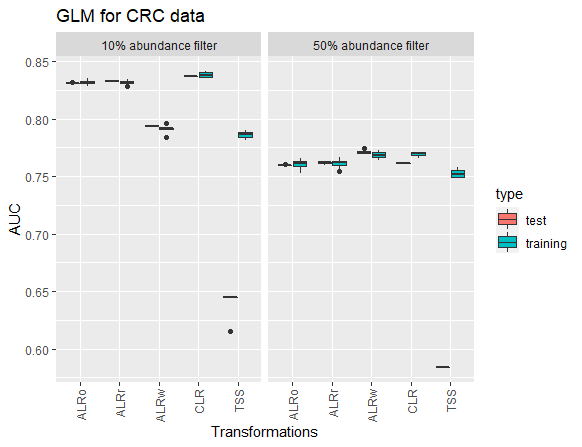 GLM for CRC data
10% abundance filter
50% abundance filter
AUC
0.85
0.80
0.75
0.70
0.65
0.60
ALRo
ALRr
ALRw
CLR
TSS
ALRo
ALRr
ALRw
CLR
TSS
Transformations
type
test
training